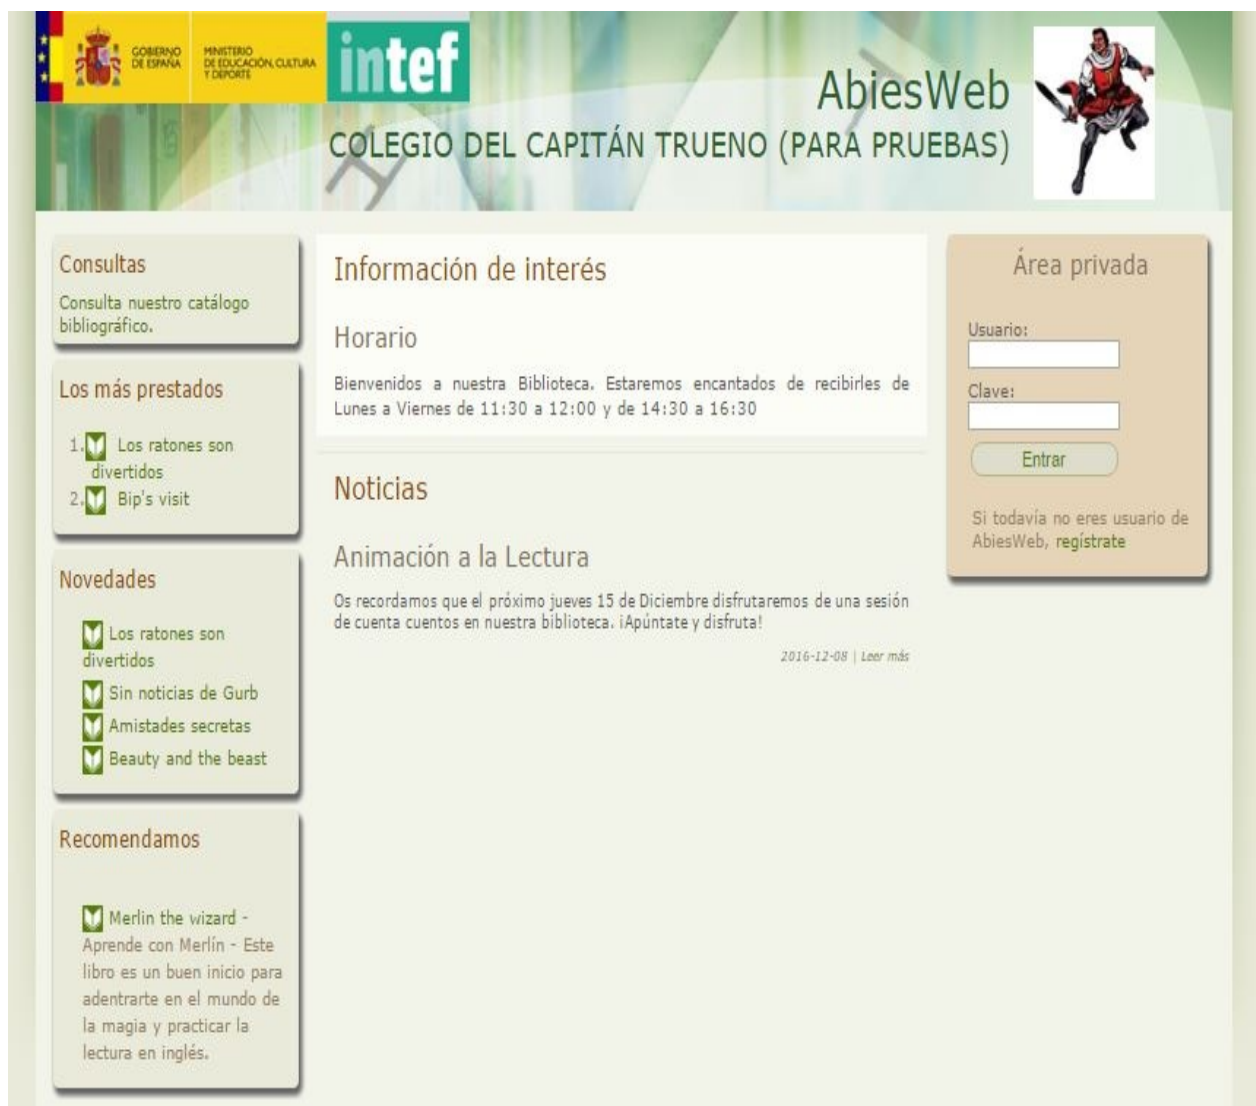 GOBIERNO
DE ESPAÑA
MINISTERIO
DE EDUCACIÓN, CULTURA
Y DEPORTE
intef
AbiesWeb
COLEGIO DEL CAPITÁN TRUENO (PARA PRUEBAS)
Consultas
Consulta nuestro catálogo
bibliográfico.
Los más prestados
1. Los ratones son
divertidos
2. Bip's visit
Novedades
Los ratones son
divertidos
Sin noticias de Gurb
Amistades secretas
Beauty and the beast
Recomendamos
Merlin the wizard -
Aprende con Merlín - Este
libro es un buen inicio para
adentrarte en el mundo de
la magia y practicar la
lectura en inglés.
Información de interés
Horario
Bienvenidos a nuestra Biblioteca. Estaremos encantados de recibirles de
Lunes a Viernes de 11:30 a 12:00 y de 14:30 a 16:30
Noticias
Animación a la Lectura
Os recordamos que el próximo jueves 15 de Diciembre disfrutaremos de una sesión
de cuenta cuentos en nuestra biblioteca. ¡Apúntate y disfruta!
2016-12-08 | Leer más
Área privada
Usuario:
Clave:
Entrar
Si todavía no eres usuario de
AbiesWeb, regístrate